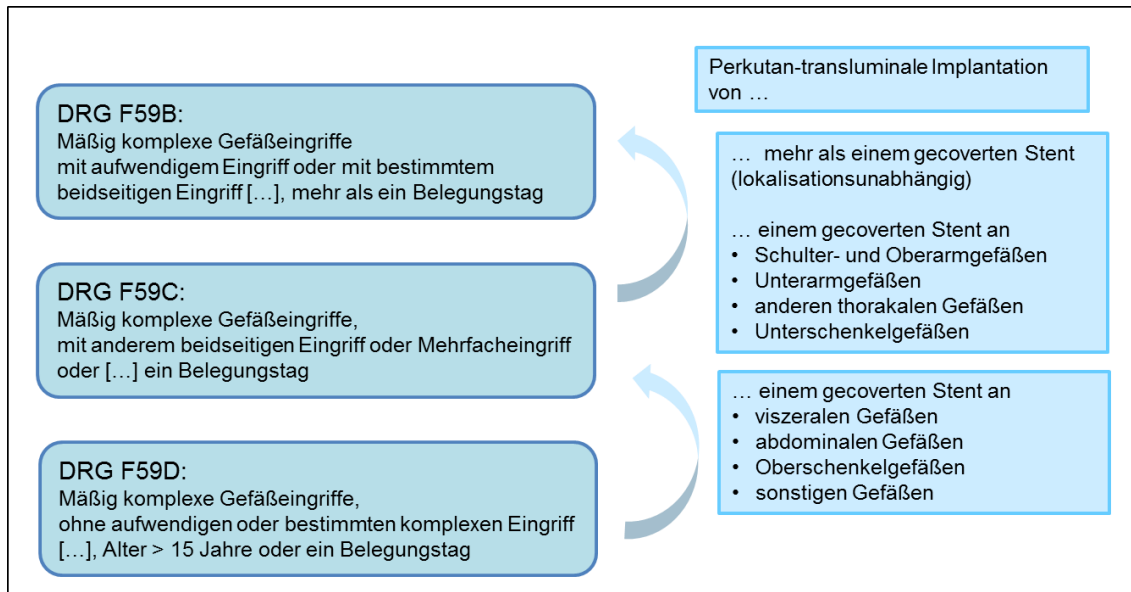 DRG F59B:
Mäßig komplexe Gefäßeingriffe
mit aufwendigem Eingriff oder mit bestimmtem
beidseitigen Eingriff […], mehr als ein Belegungstag
DRG F59C:
Mäßig komplexe Gefäßeingriffe,
mit anderem beidseitigen Eingriff oder Mehrfacheingriff
oder […] ein Belegungstag
DRG F59D:
Mäßig komplexe Gefäßeingriffe,
ohne aufwendigen oder bestimmten komplexen Eingriff
[…], Alter > 15 Jahre oder ein Belegungstag
Perkutan-transluminale Implantation
von …
… mehr als einem gecoverten Stent
(lokalisationsunabhängig)
… einem gecoverten Stent an
• Schulter- und Oberarmgefäßen
• Unterarmgefäßen
• anderen thorakalen Gefäßen
• Unterschenkelgefäßen
… einem gecoverten Stent an
• viszeralen Gefäßen
• abdominalen Gefäßen
• Oberschenkelgefäßen
• sonstigen Gefäßen